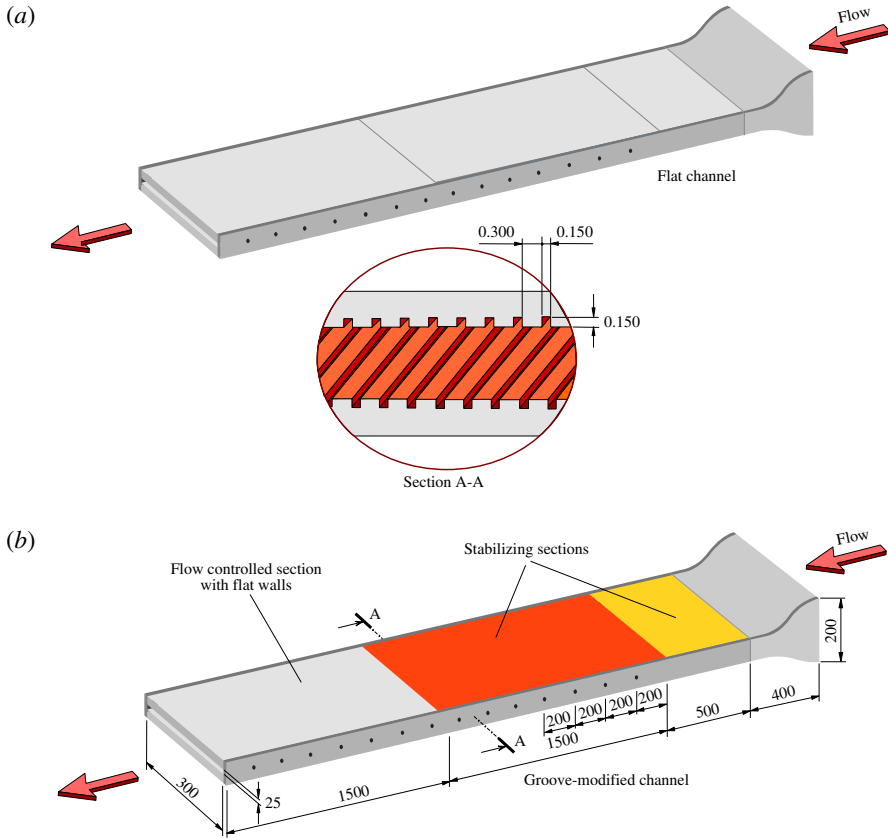 (a)
Flow
Flat channel
0.300
0.150
0.150
Section A-A
(b)
Flow
Stabilizing sections
Flow controlled section
with flat walls
A
200
200
200
200
200
A
1500
500
400
Groove-modified channel
300
25
1500